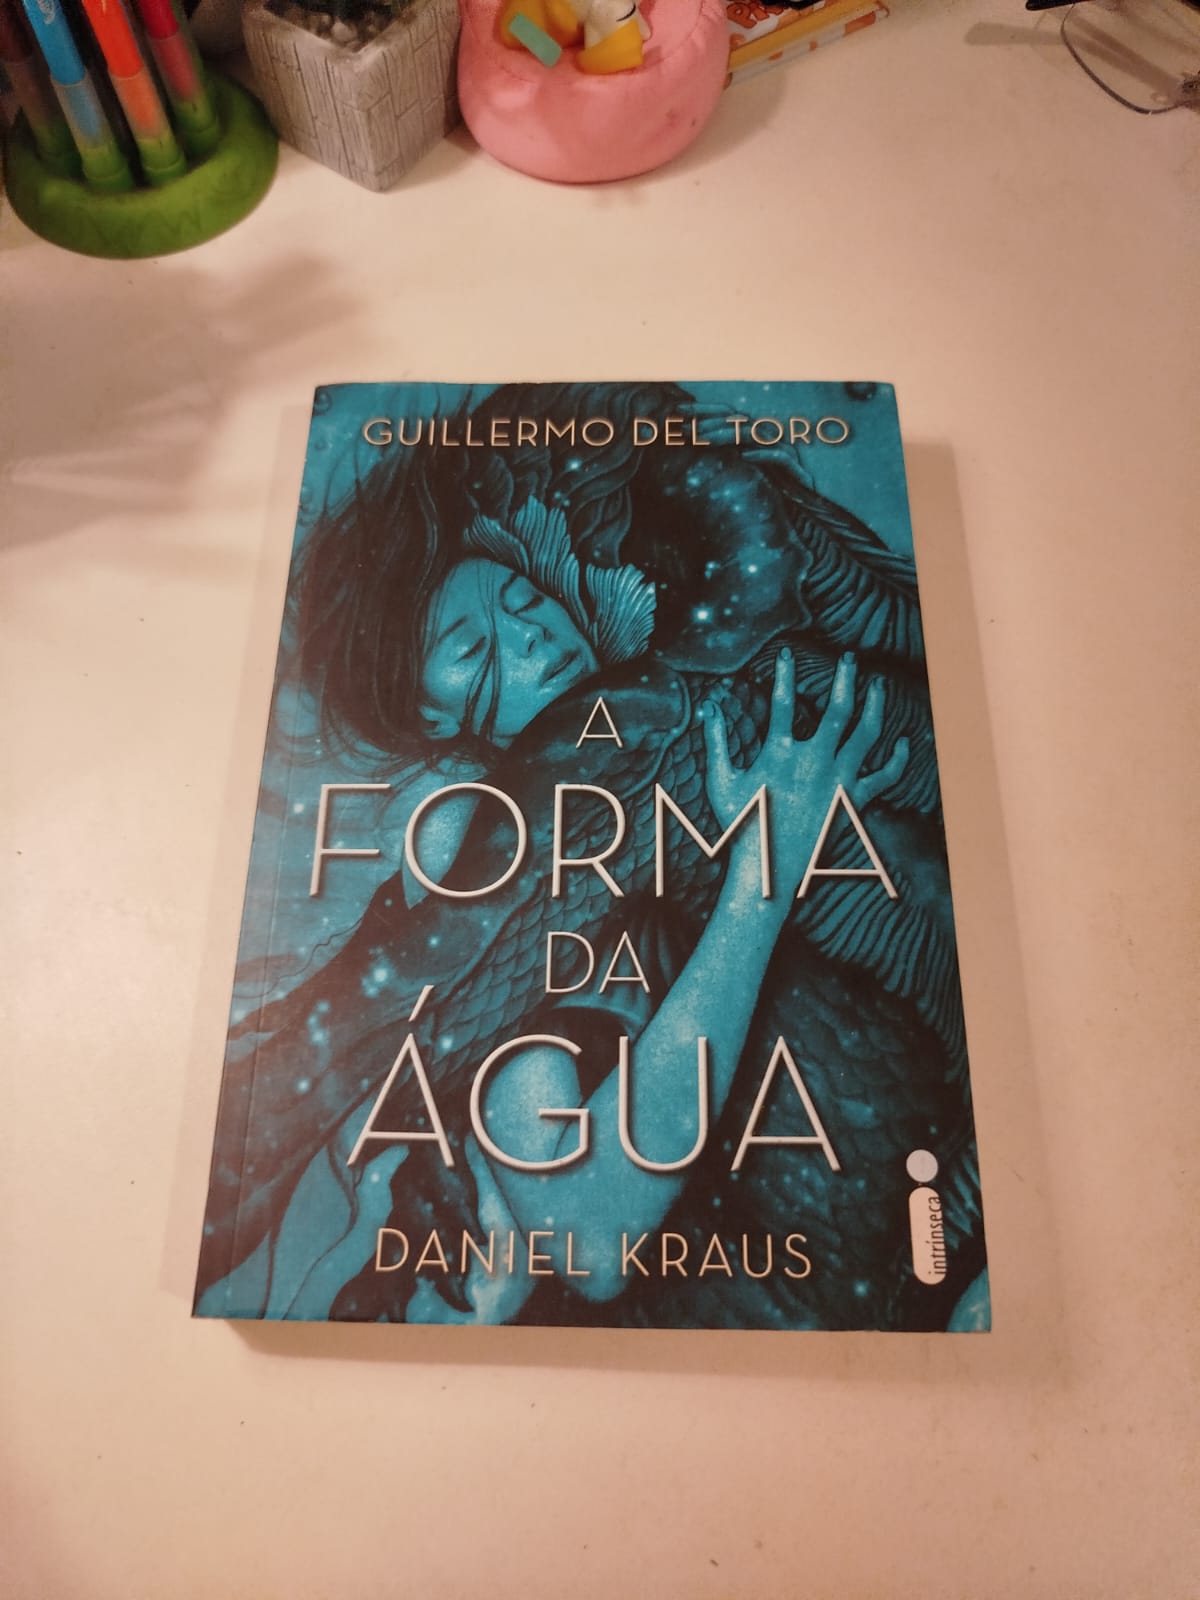 GUILLERMO DEL TORO
A
FORMA
DA
ÁGUA
DANIEL KRAUS
intrínseca